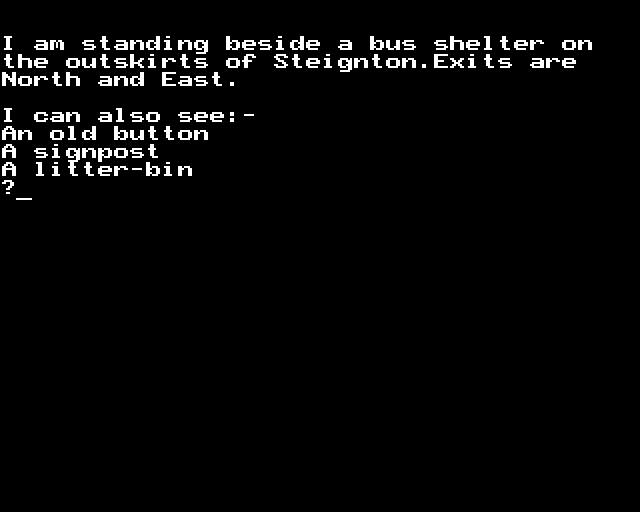 I am standing beside a bus shelter on
the outskirts of Steignton.Exits are
North and East.
I can also see:-
An old button
A signpost
A litter-bin
?_